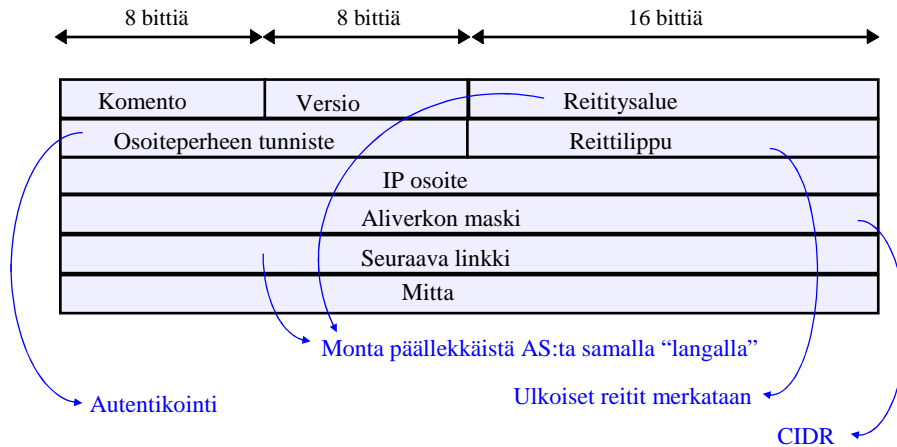 8 bittiä 8 bittiä 16 bittiä
Komento Versio Reititysalue
Osoiteperheen tunniste Reittilippu
IP osoite
Aliverkon maski
Seuraava linkki
Mitta
Monta päällekkäistä AS:ta samalla “langalla”
Ulkoiset reitit merkataan
Autentikointi
CIDR